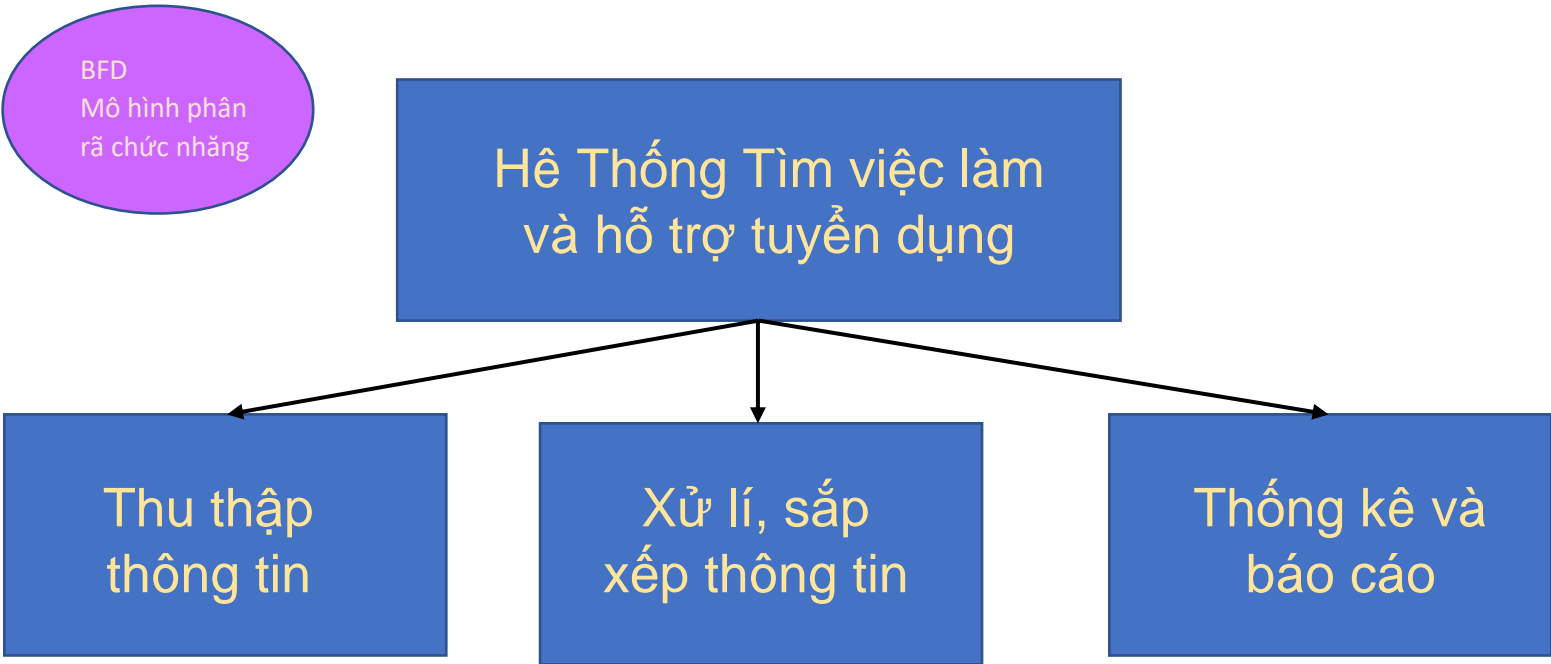 BFD
Mô hình phân
rã chức nhăng
Hê Thống Tìm việc làm
và hỗ trợ tuyển dụng
Thu thập
thông tin
Xử lí, sắp
xếp thông tin
Thống kê và
báo cáo